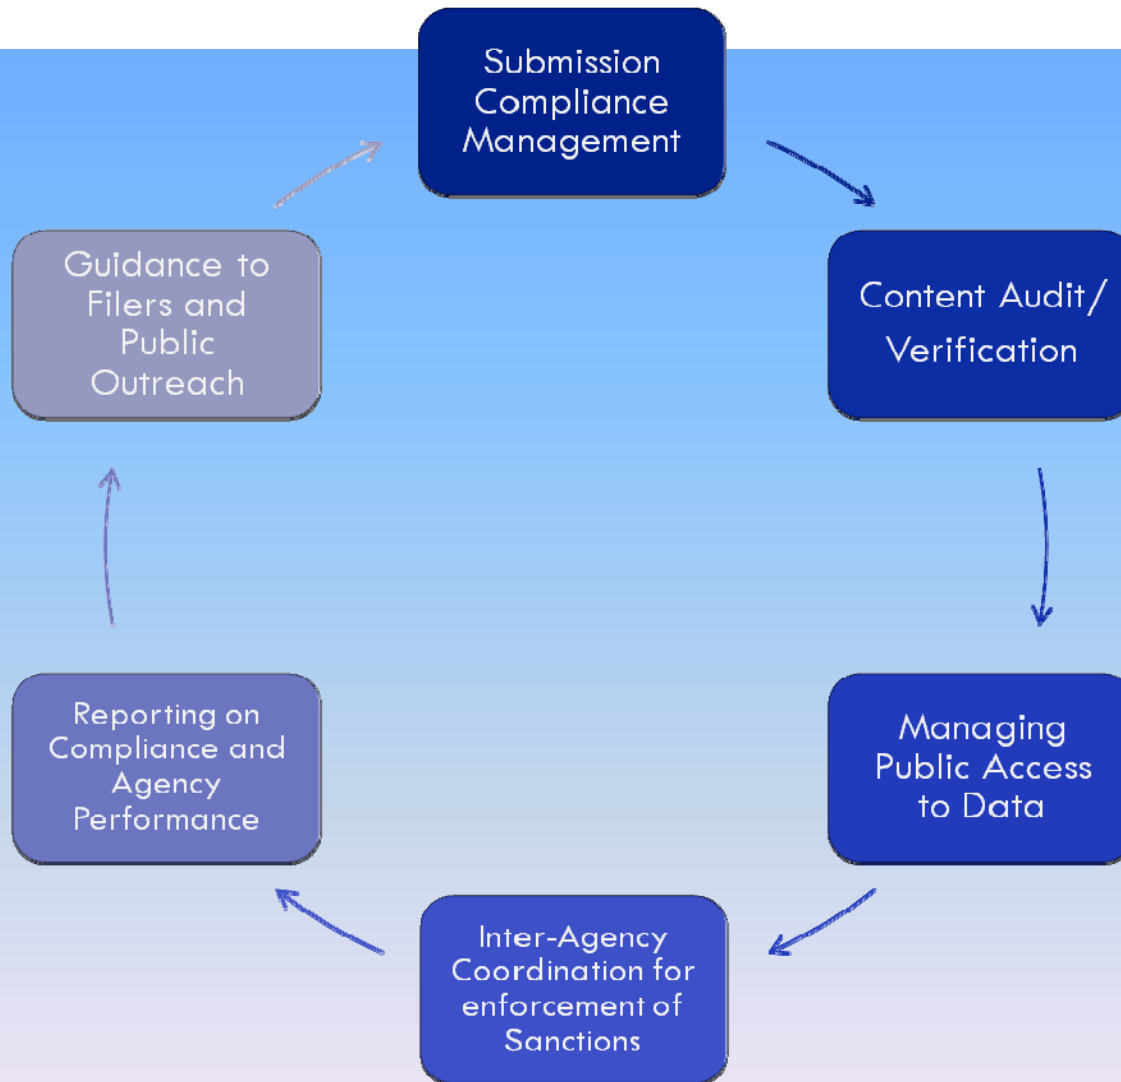 Submission
Compliance
Management
Content Audit/
Verification
Managing
Public Access
to Data
Inter-Agency
Coordination for
enforcement of
Sanctions
Reporting on
Compliance and
Agency
Performance
Guidance to
Filers and
Public
Outreach